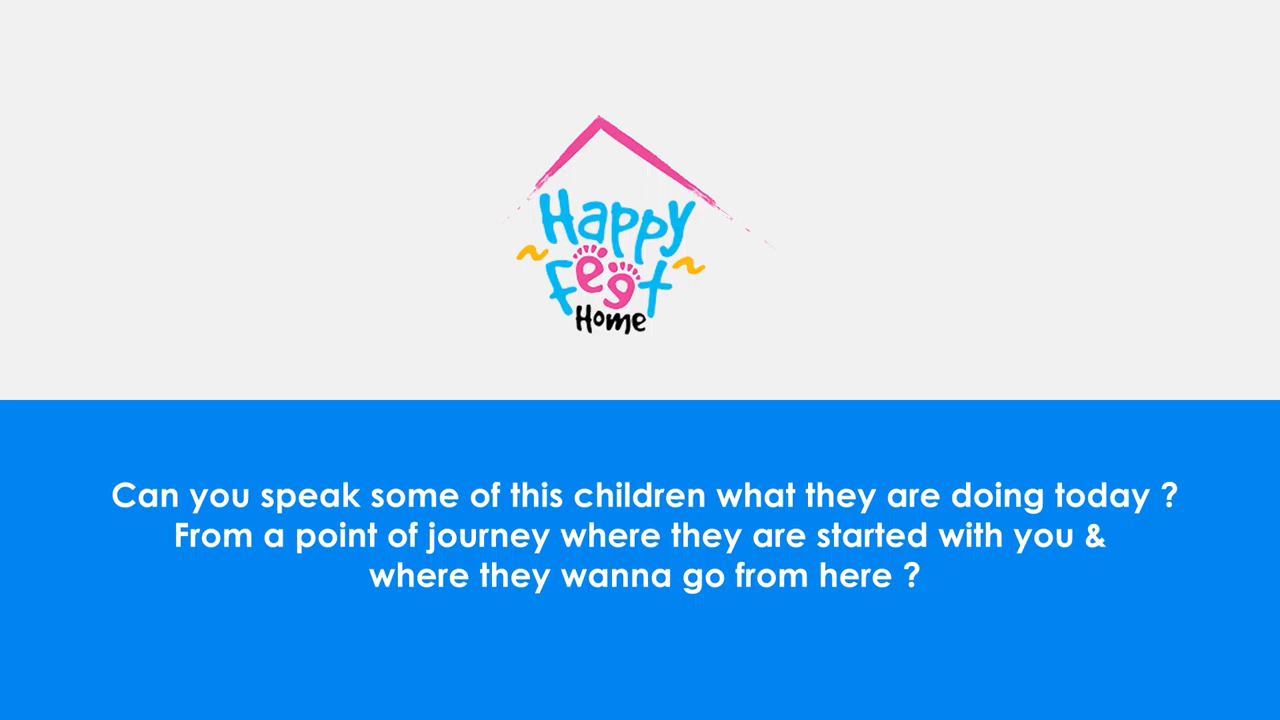 Happy
~ Feet ~
Home
Can you speak some of this children what they are doing today ?
From a point of journey where they are started with you &
where they wanna go from here ?